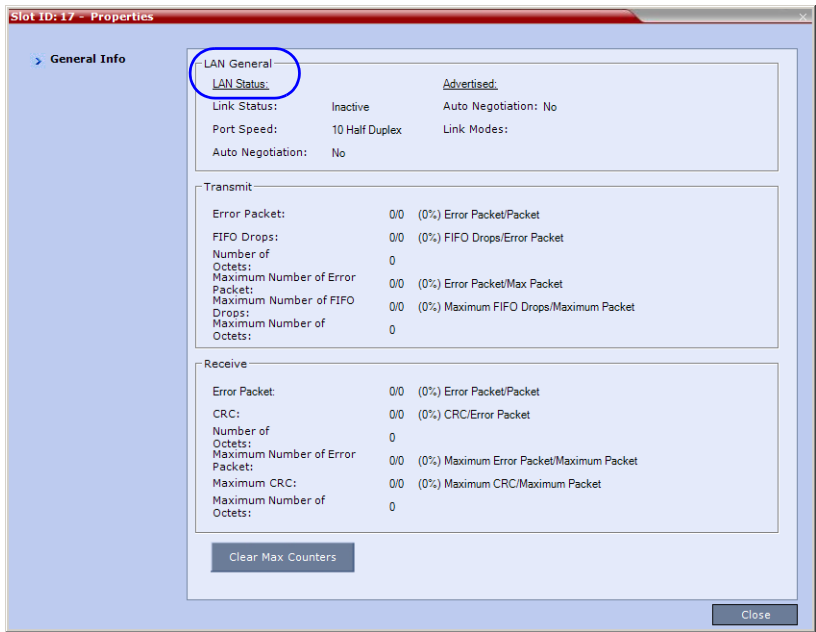 Slot ID: 17 - Properties
General Info
LAN General
LAN Status:
Advertised:
Link Status: Inactive
Auto Negotiation: No
Port Speed: 10 Half Duplex
Link Modes:
Auto Negotiation: No
Transmit
Error Packet: 0/0 (0%) Error Packet/Packet
FIFO Drops: 0/0 (0%) FIFO Drops/Error Packet
Number of
Octets: 0
Maximum Number of Error
Packet: 0/0 (0%) Error Packet/Max Packet
Maximum Number of FIFO
Drops: 0/0 (0%) Maximum FIFO Drops/Maximum Packet
Maximum Number of
Octets: 0
Receive
Error Packet: 0/0 (0%) Error Packet/Packet
CRC: 0/0 (0%) CRC/Error Packet
Number of
Octets: 0
Maximum Number of Error
Packet: 0/0 (0%) Maximum Error Packet/Maximum Packet
Maximum CRC: 0/0 (0%) Maximum CRC/Maximum Packet
Maximum Number of
Octets: 0
Clear Max Counters
Close